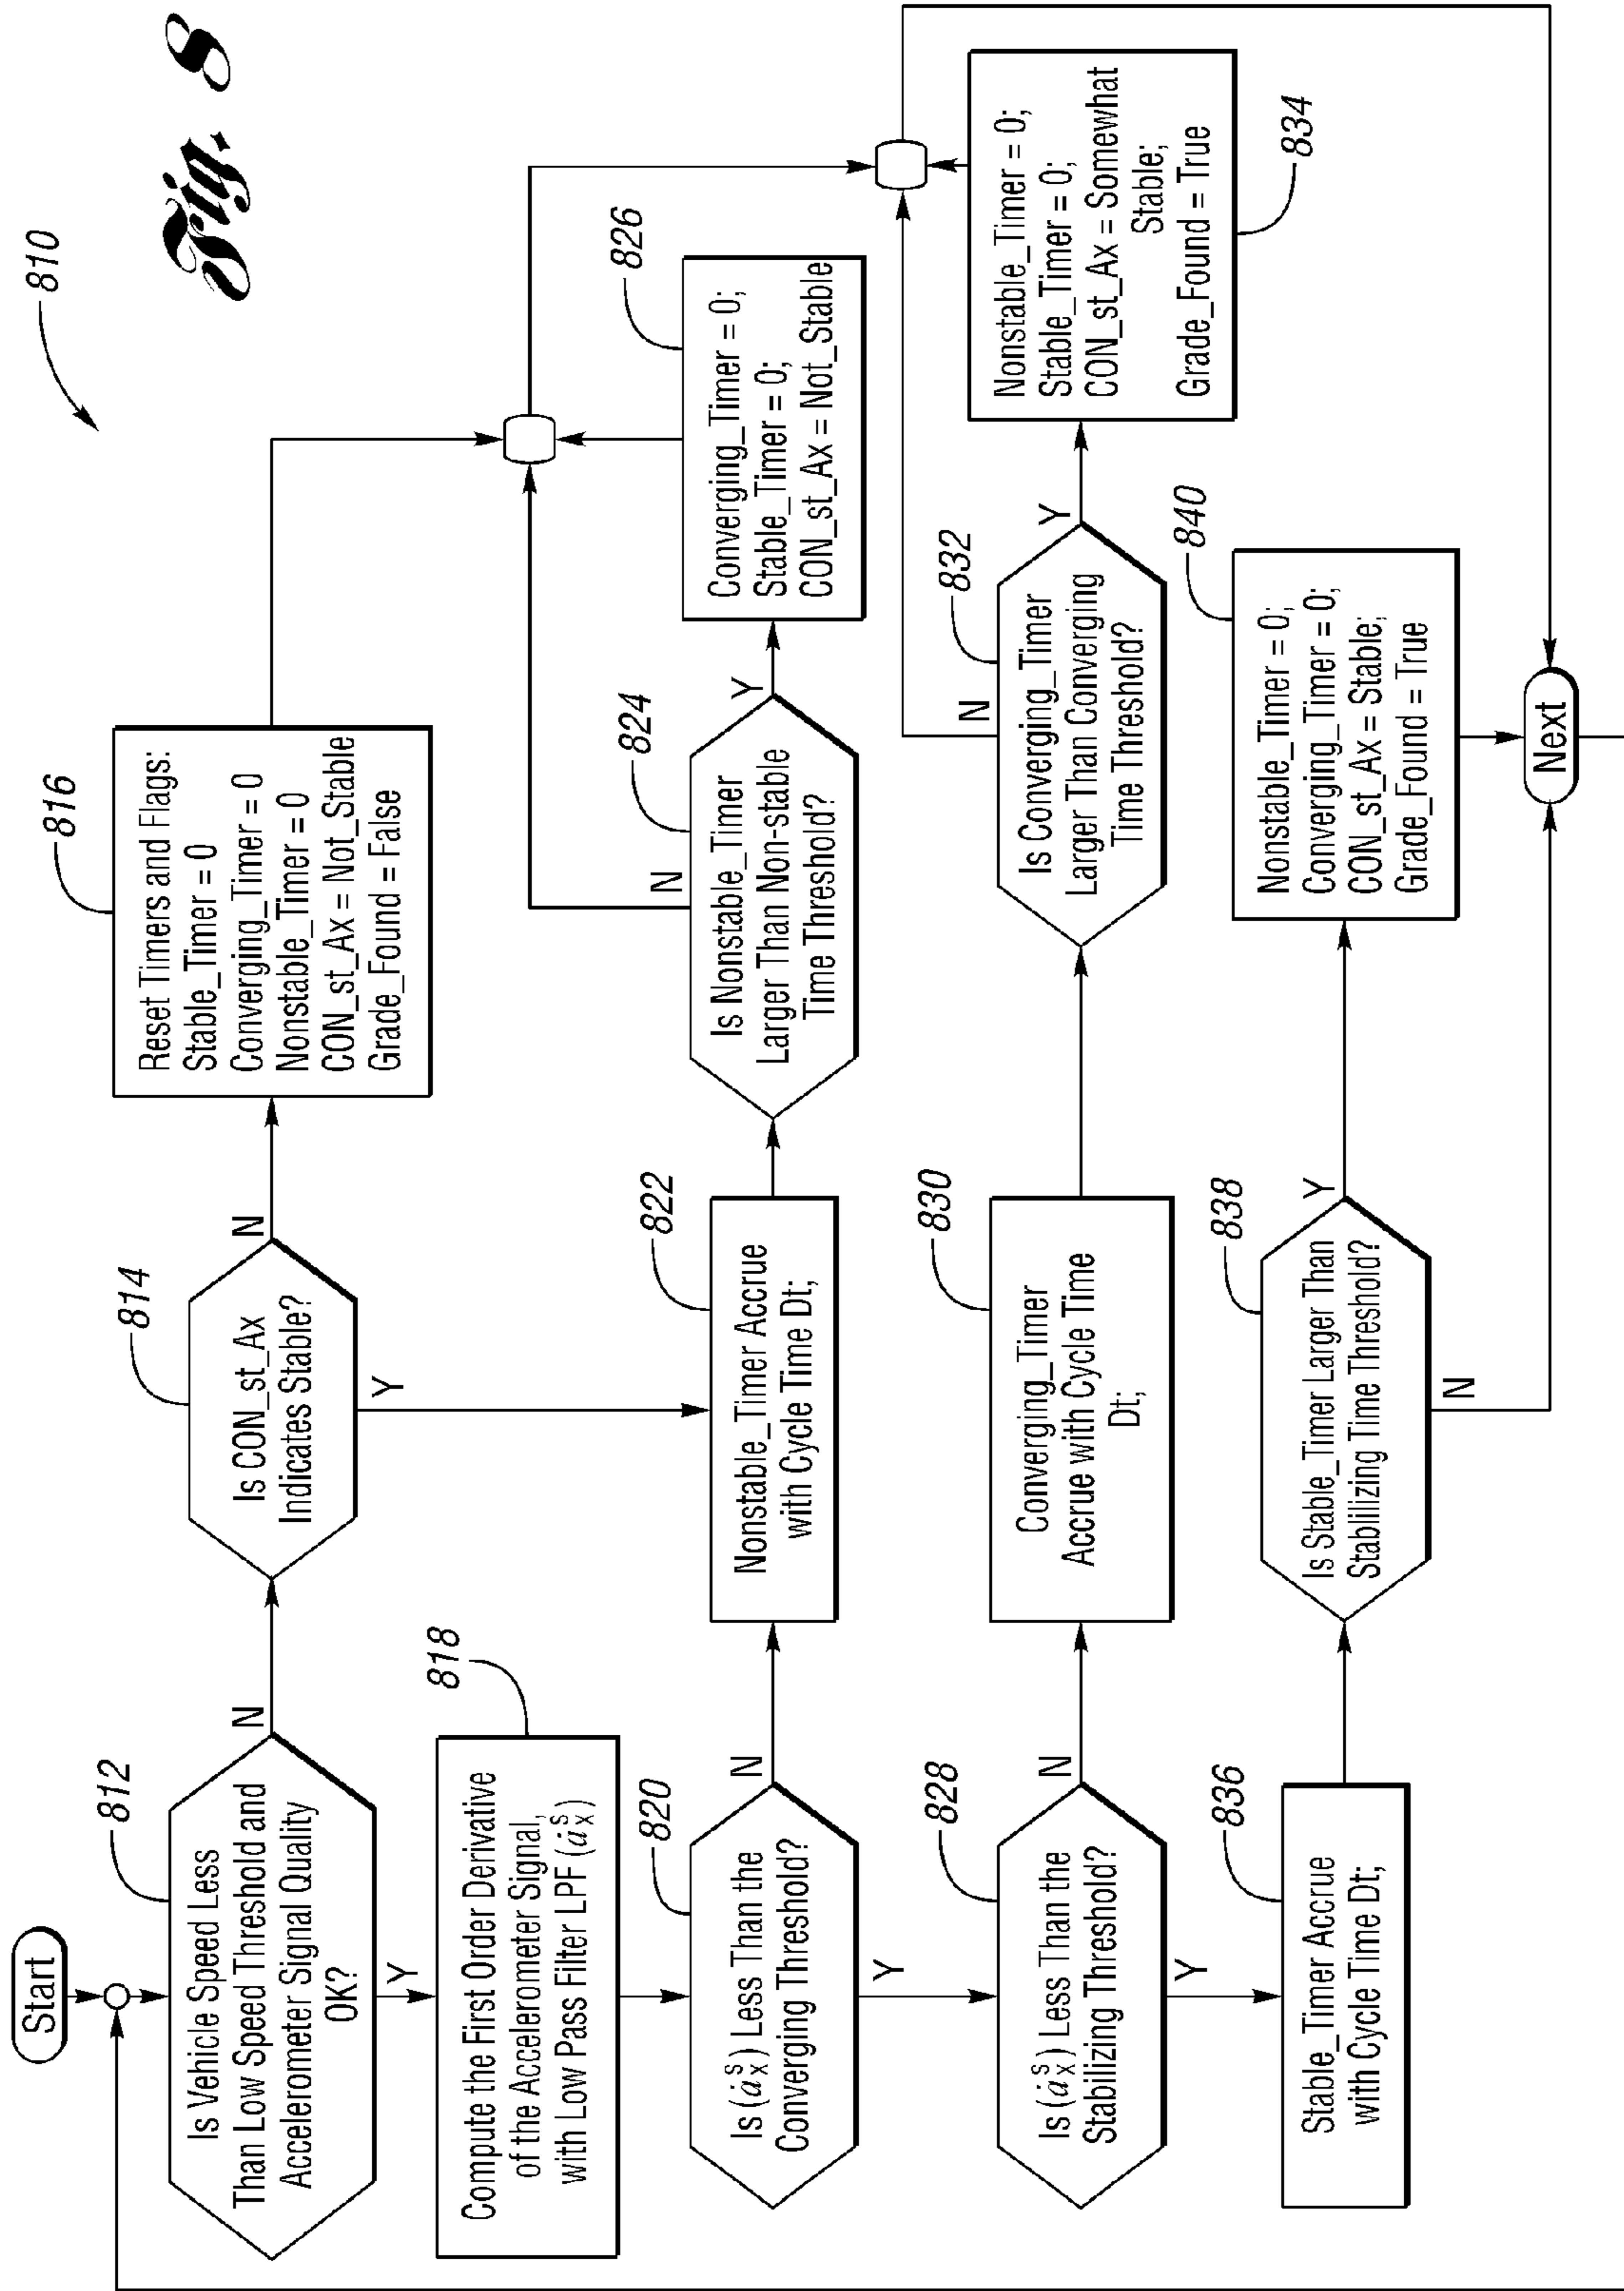 810
Fig. 8
Start
812
Is Vehicle Speed Less
Than Low Speed Threshold and
Accelerometer Signal Quality
OK?
N
Y
814
Is CON_st_Ax
Indicates Stable?
N
Y
816
Reset Timers and Flags:
Stable_Timer = 0
Converging_Timer = 0
Nonstable_Timer = 0
CON_st_Ax = Not_Stable
Grade_Found = False
818
Compute the First Order Derivative
of the Accelerometer Signal,
with Low Pass Filter LPF (ȧₓˢ)
820
Is (ȧₓˢ) Less Than the
Converging Threshold?
N
Y
822
Nonstable_Timer Accrue
with Cycle Time Dt;
824
Is Nonstable_Timer
Larger Than Non-stable
Time Threshold?
N
Y
826
Converging_Timer = 0;
Stable_Timer = 0;
CON_st_Ax = Not_Stable
828
Is (ȧₓˢ) Less Than the
Stabilizing Threshold?
N
Y
830
Converging_Timer
Accrue with Cycle Time
Dt;
832
Is Converging_Timer
Larger Than Converging
Time Threshold?
N
Y
834
Nonstable_Timer = 0;
Stable_Timer = 0;
CON_st_Ax = Somewhat
Stable;
Grade_Found = True
836
Stable_Timer Accrue
with Cycle Time Dt;
838
Is Stable_Timer Larger Than
Stabilizing Time Threshold?
Y
N
840
Nonstable_Timer = 0;
Converging_Timer = 0;
CON_st_Ax = Stable;
Grade_Found = True
Next